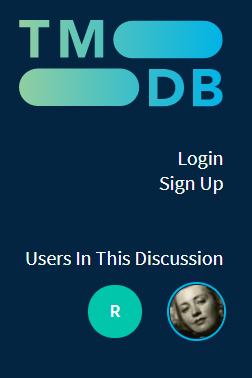 TM
DB
Login
Sign Up
Users In This Discussion
R